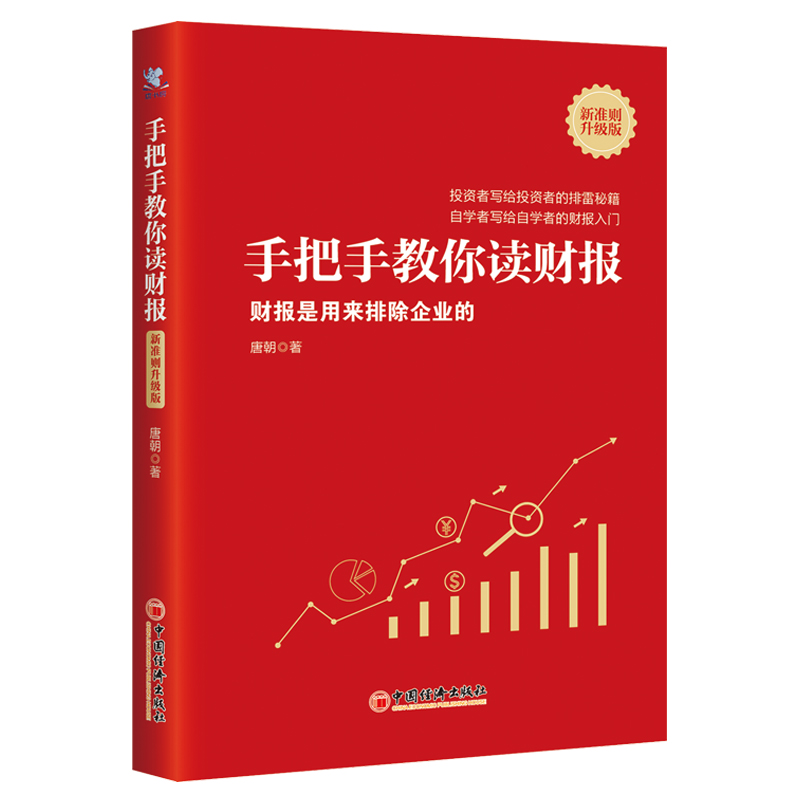 手把手教你读财报
新准则升级版
唐朝◎著
中国经济出版社
新准则
升级版
投资者写给投资者的排雷秘籍
自学者写给自学者的财报入门
手把手教你读财报
财报是用来排除企业的
唐朝◎著
¥
$
中国经济出版社
CHINA ECONOMIC PUBLISHING HOUSE